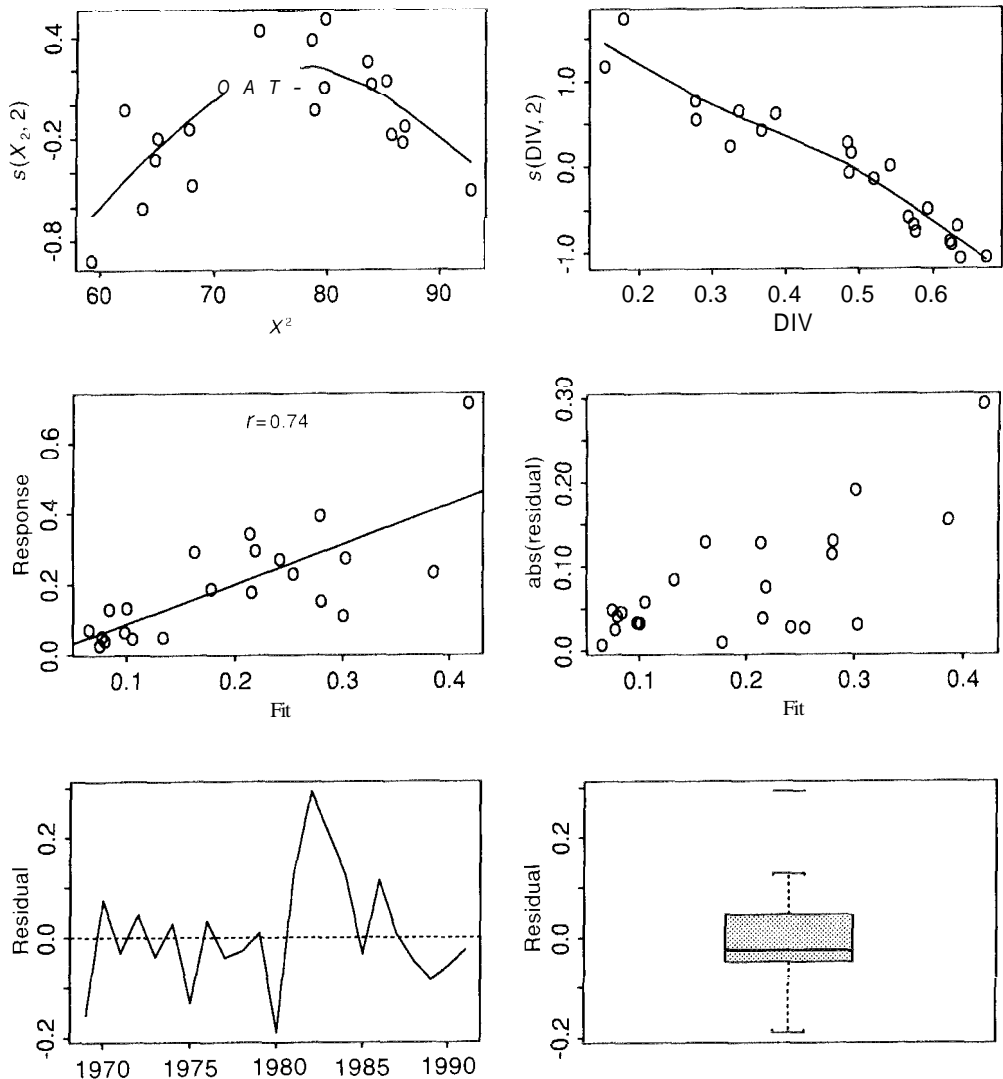 0.4
-0.2
-0.8
s(X₂, 2)
O A T -
60 70 80 90
X²
1.0
0.0
-1.0
s(DIV, 2)
0.2 0.3 0.4 0.5 0.6
DIV
0.6
0.4
0.2
0.0
Response
r=0.74
0.1 0.2 0.3 0.4
Fit
0.30
0.20
0.10
0.0
abs(residual)
0.1 0.2 0.3 0.4
Fit
0.2
0.0
-0.2
Residual
1970 1975 1980 1985 1990
0.2
0.0
-0.2
Residual